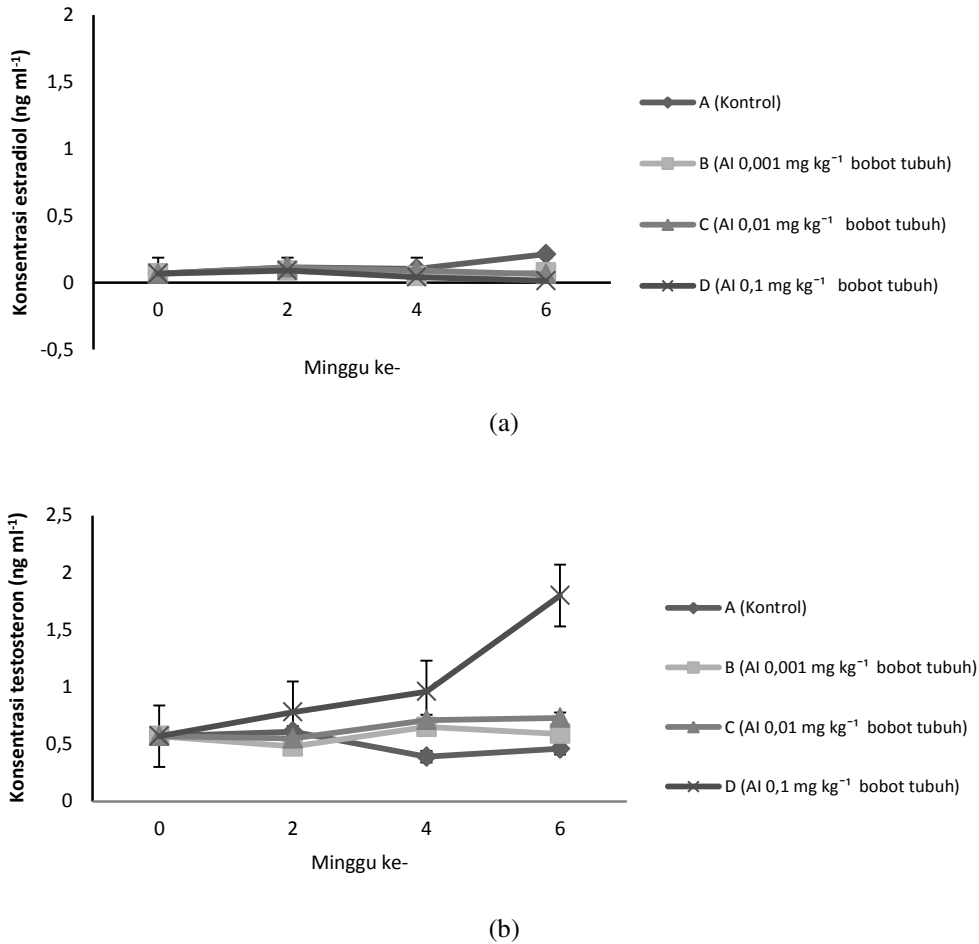 2
1,5
1
0,5
0
-0,5
Konsentrasi estradiol (ng ml⁻¹)
0 2 4 6
Minggu ke-
A (Kontrol)
B (AI 0,001 mg kg⁻¹ bobot tubuh)
C (AI 0,01 mg kg⁻¹ bobot tubuh)
D (AI 0,1 mg kg⁻¹ bobot tubuh)
(a)
2,5
2
1,5
1
0,5
0
Konsentrasi testosteron (ng ml⁻¹)
0 2 4 6
Minggu ke-
A (Kontrol)
B (AI 0,001 mg kg⁻¹ bobot tubuh)
C (AI 0,01 mg kg⁻¹ bobot tubuh)
D (AI 0,1 mg kg⁻¹ bobot tubuh)
(b)